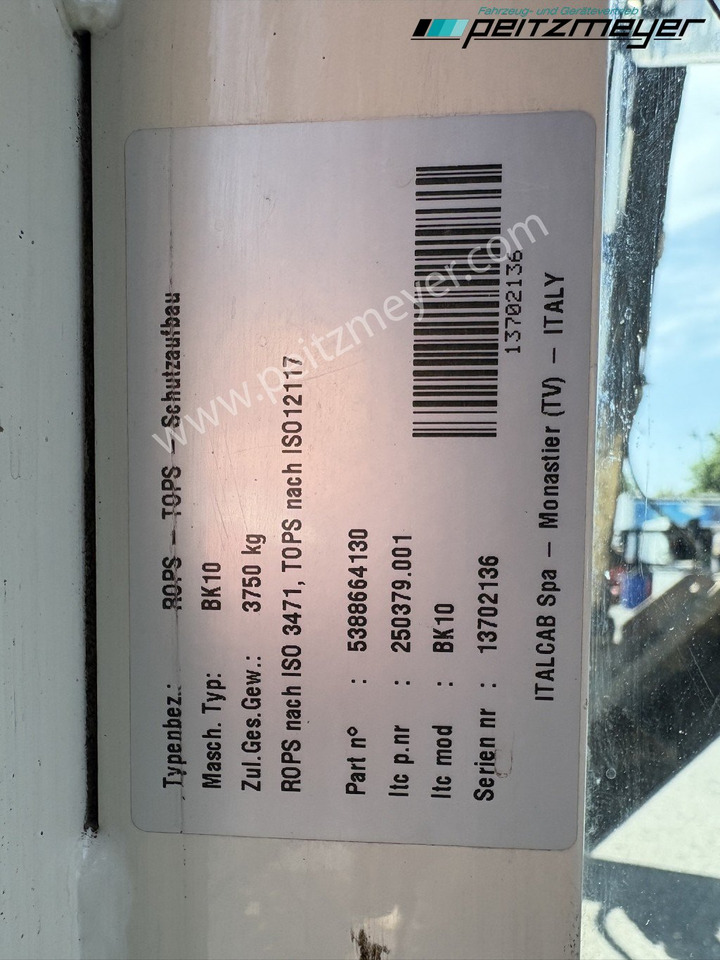 Fahrzeug- und Gerätevertrieb
peitzmeyer
Typenbez.: ROPS – TOPS – Schutzaufbau
Masch. Typ: BK10
Zul.Ges.Gew.: 3750 kg
ROPS nach ISO 3471, TOPS nach ISO12117
Part n° : 5388664130
Itc p.nr : 250379.001
Itc mod : BK10
Serien nr : 13702136
13702136
ITALCAB Spa – Monastier (TV) – ITALY
www.peitzmeyer.com